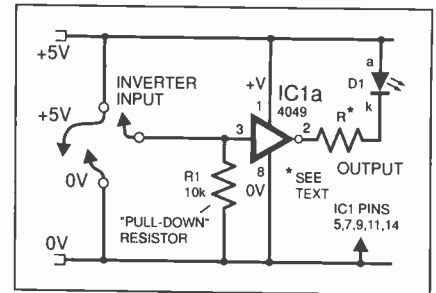 +5V
+5V
INVERTER
INPUT
+V
1
IC1a
4049
a
D1
k
R*
3
2
OUTPUT
0V
R1
10k
8
0V
*SEE
TEXT
"PULL-DOWN"
RESISTOR
IC1 PINS
5,7,9,11,14
0V